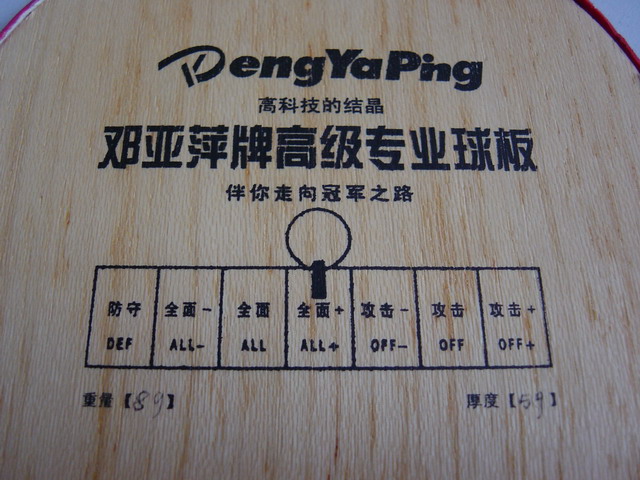 DengYaPing
高科技的结晶
邓亚萍牌高级专业球板
伴你走向冠军之路
防守 全面- 全面 全面+ 攻击- 攻击 攻击+
DEF ALL- ALL ALL+ OFF- OFF OFF+
重量【89】 厚度【59】